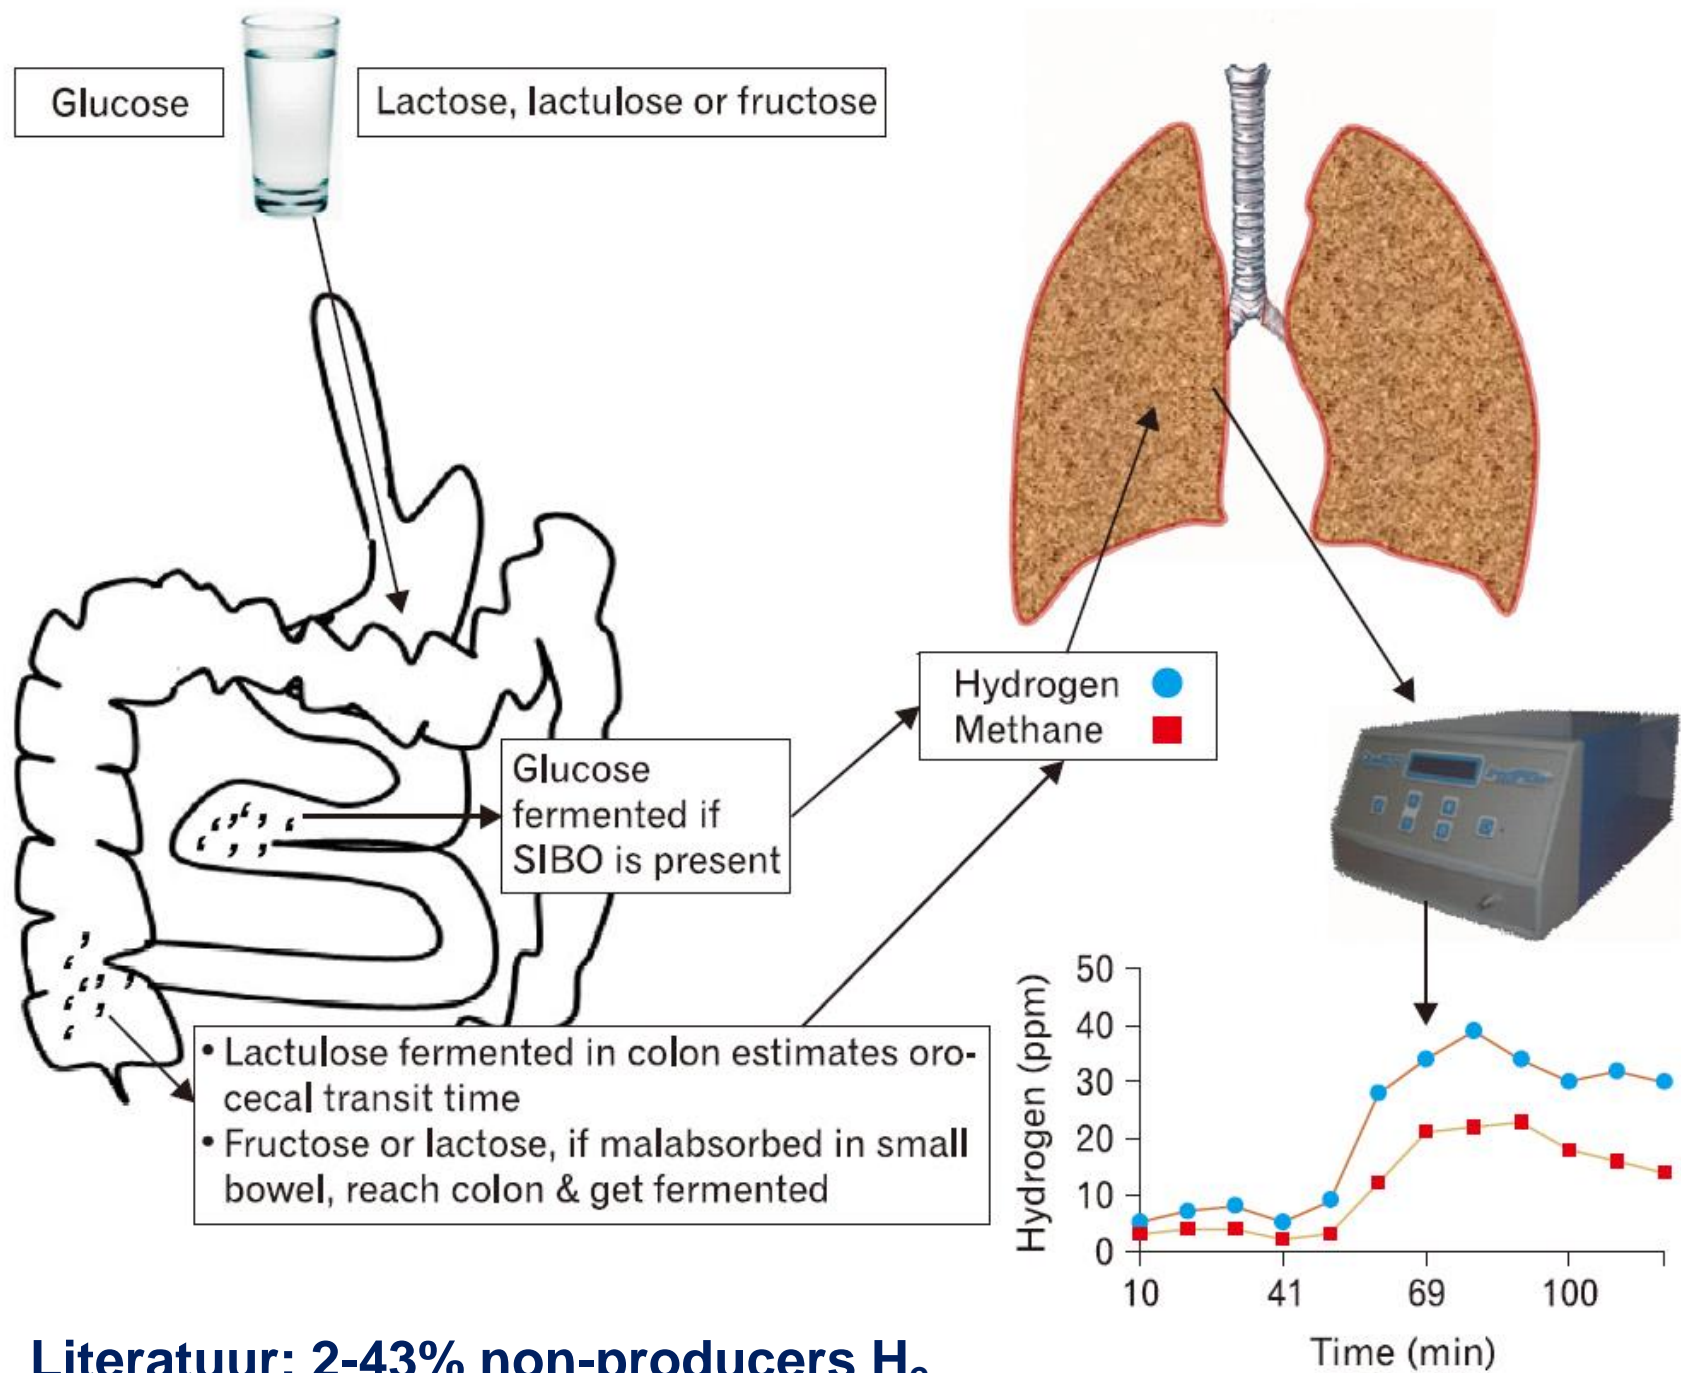 Glucose
Lactose, lactulose or fructose
Hydrogen
Methane
Glucose
fermented if
SIBO is present
• Lactulose fermented in colon estimates oro-
cecal transit time
• Fructose or lactose, if malabsorbed in small
bowel, reach colon & get fermented
Hydrogen (ppm)
50
40
30
20
10
0
10 41 69 100
Time (min)
Literatuur: 2-43% non-producers H₂